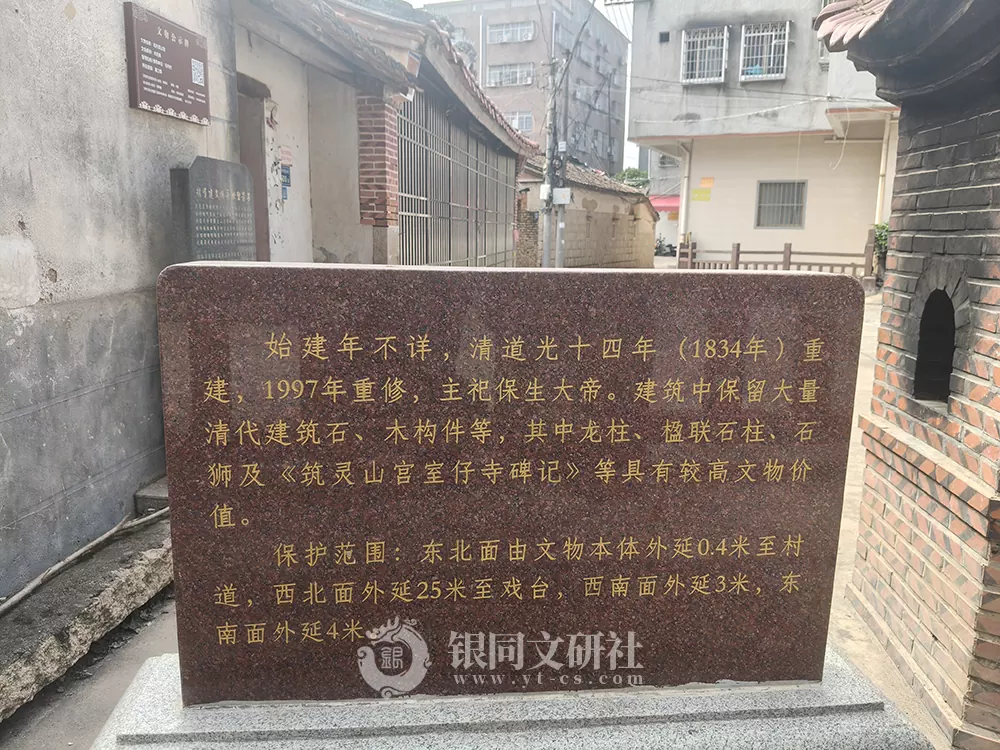 文物公示牌
始建年不详，清道光十四年（1834年）重
建，1997年重修，主祀保生大帝。建筑中保留大量
清代建筑石、木构件等，其中龙柱、楹联石柱、石
狮及《筑灵山宫室仔寺碑记》等具有较高文物价
值。
保护范围：东北面由文物本体外延0.4米至村
道，西北面外延25米至戏台，西南面外延3米，东
南面外延4米
银同文研社
www.yt-cs.com